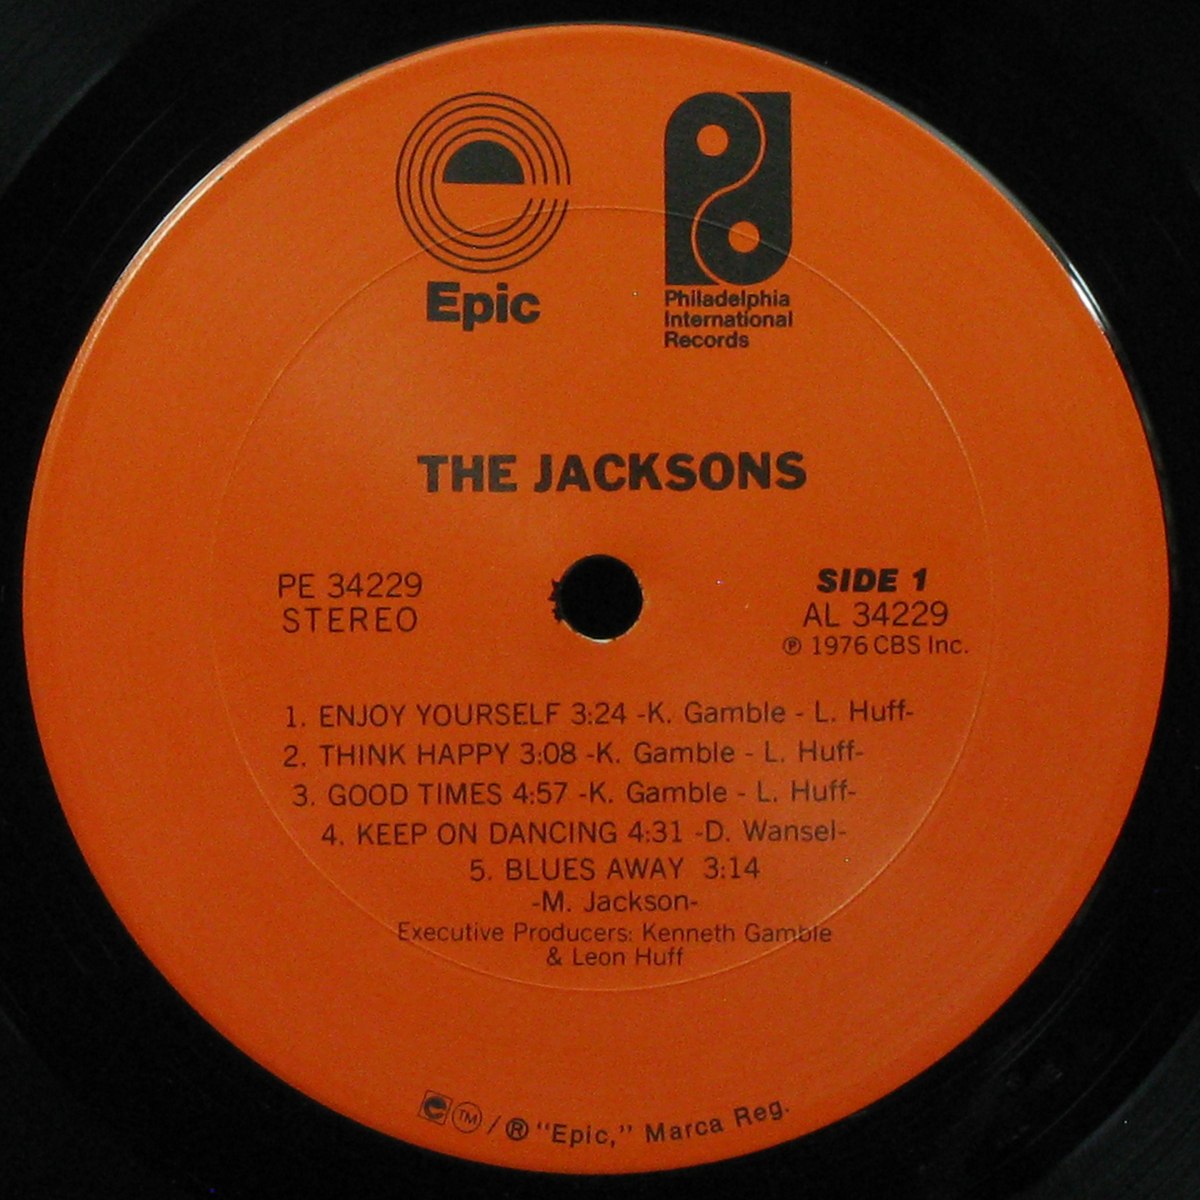 Epic
Philadelphia
International
Records
THE JACKSONS
PE 34229
STEREO
SIDE 1
AL 34229
℗ 1976 CBS Inc.
1. ENJOY YOURSELF 3:24 -K. Gamble - L. Huff-
2. THINK HAPPY 3:08 -K. Gamble - L. Huff-
3. GOOD TIMES 4:57 -K. Gamble - L. Huff-
4. KEEP ON DANCING 4:31 -D. Wansel-
5. BLUES AWAY 3:14
-M. Jackson-
Executive Producers: Kenneth Gamble
& Leon Huff
e ™/® "Epic," Marca Reg.